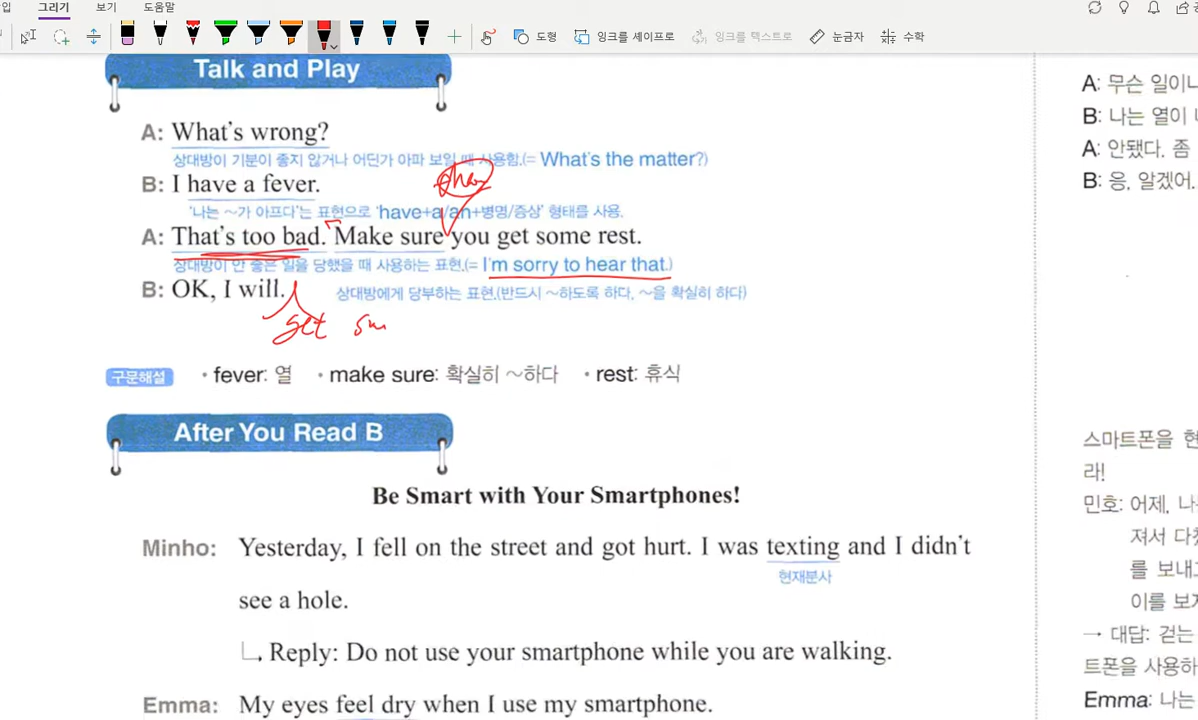 입 그리기 보기 도움말
도형 잉크를 셰이프로 잉크를 텍스트로 눈금자 수학
Talk and Play
A: What's wrong?
상대방이 기분이 좋지 않거나 어딘가 아파 보일 때 사용함.(= What's the matter?)
B: I have a fever.
'나는 ~가 아프다'는 표현으로 'have+a/an+병명/증상' 형태를 사용.
A: That's too bad. Make sure you get some rest.
상대방이 안 좋은 일을 당했을 때 사용하는 표현.(= I'm sorry to hear that.)
B: OK, I will.
상대방에게 당부하는 표현.(반드시 ~하도록 하다, ~을 확실히 하다)
get
구문해설 • fever: 열 • make sure: 확실히 ~하다 • rest: 휴식
After You Read B
Be Smart with Your Smartphones!
Minho: Yesterday, I fell on the street and got hurt. I was texting and I didn't
현재분사
see a hole.
Reply: Do not use your smartphone while you are walking.
Emma: My eyes feel dry when I use my smartphone.
A: 무슨 일이니
B: 나는 열이 
A: 안됐다. 좀
B: 응, 알겠어.
스마트폰을 현
라!
민호: 어제, 나
져서 다
를 보내
이를 보지
→ 대답: 걷는
트폰을 사용하
Emma: 나는